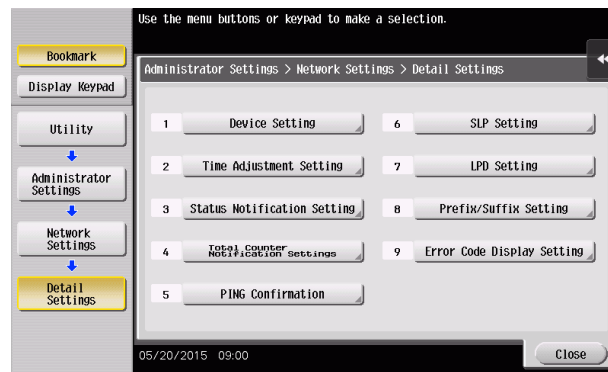 Use the menu buttons or keypad to make a selection.
Bookmark
Display Keypad
Utility
Administrator
Settings
Network
Settings
Detail
Settings
Administrator Settings > Network Settings > Detail Settings
1 Device Setting
2 Time Adjustment Setting
3 Status Notification Setting
4 Total Counter
Notification Settings
5 PING Confirmation
6 SLP Setting
7 LPD Setting
8 Prefix/Suffix Setting
9 Error Code Display Setting
05/20/2015 09:00
Close